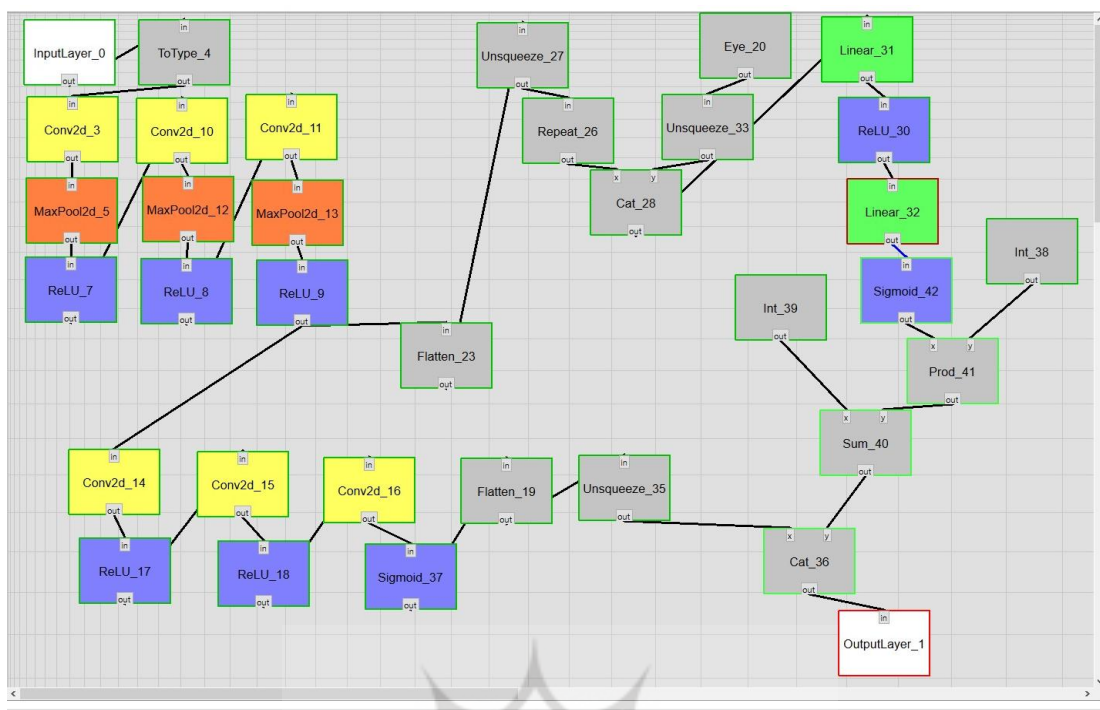 in
in
in
InputLayer_0
ToType_4
Unsqueeze_27
Eye_20
Linear_31
out
out
out
out
out
in
in
in
in
in
in
Conv2d_3
Conv2d_10
Conv2d_11
Repeat_26
Unsqueeze_33
ReLU_30
out
out
out
out
out
out
in
in
in
x
y
in
MaxPool2d_5
MaxPool2d_12
MaxPool2d_13
Cat_28
Linear_32
out
out
out
out
out
in
in
in
in
ReLU_7
ReLU_8
ReLU_9
Int_39
Sigmoid_42
Int_38
out
out
out
out
out
out
in
x
y
Flatten_23
Prod_41
out
out
x
y
Sum_40
out
in
in
in
in
in
Conv2d_14
Conv2d_15
Conv2d_16
Flatten_19
Unsqueeze_35
out
out
out
out
out
in
in
in
x
y
ReLU_17
ReLU_18
Sigmoid_37
Cat_36
out
out
out
out
in
OutputLayer_1